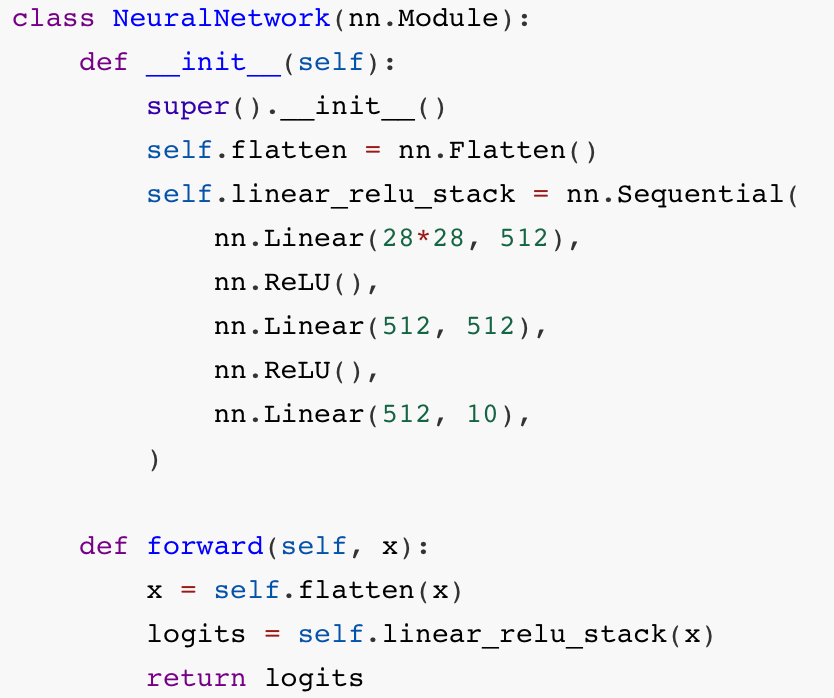 class NeuralNetwork(nn.Module):
    def __init__(self):
        super().__init__()
        self.flatten = nn.Flatten()
        self.linear_relu_stack = nn.Sequential(
            nn.Linear(28*28, 512),
            nn.ReLU(),
            nn.Linear(512, 512),
            nn.ReLU(),
            nn.Linear(512, 10),
        )

    def forward(self, x):
        x = self.flatten(x)
        logits = self.linear_relu_stack(x)
        return logits